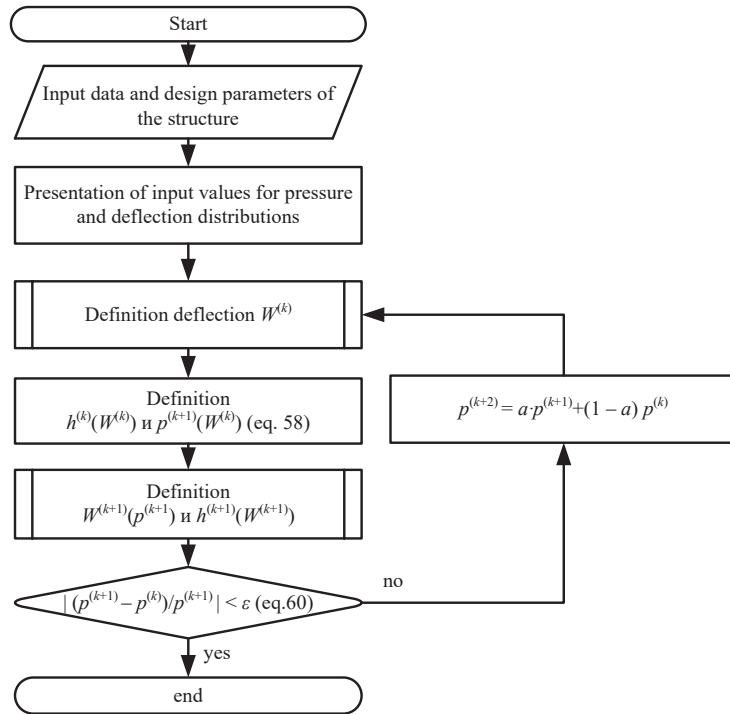 Start
Input data and design parameters of
the structure
Presentation of input values for pressure
and deflection distributions
Definition deflection W^(k)
Definition
h^(k)(W^(k)) и p^(k+1)(W^(k)) (eq. 58)
Definition
W^(k+1)(p^(k+1)) и h^(k+1)(W^(k+1))
| (p^(k+1) – p^(k))/p^(k+1) | < ε (eq.60)
no
p^(k+2) = a·p^(k+1)+(1 – a) p^(k)
yes
end